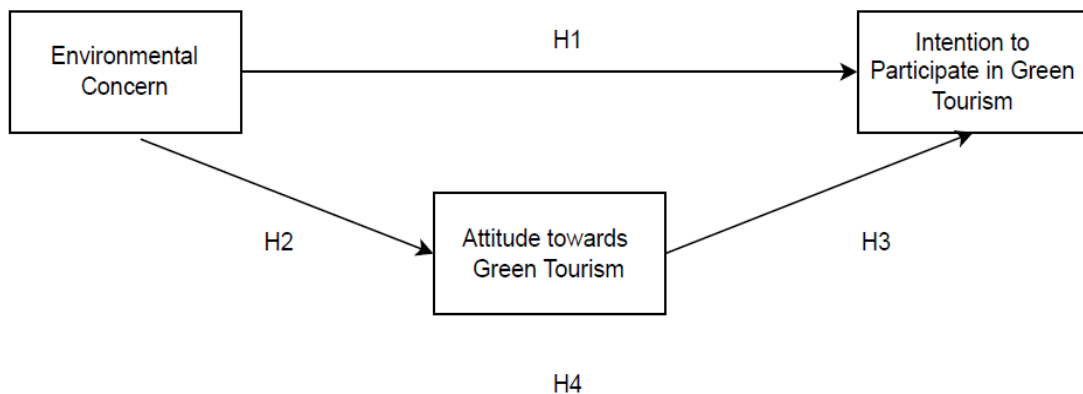 Environmental
Concern
H1
Intention to
Participate in Green
Tourism
H2
Attitude towards
Green Tourism
H3
H4